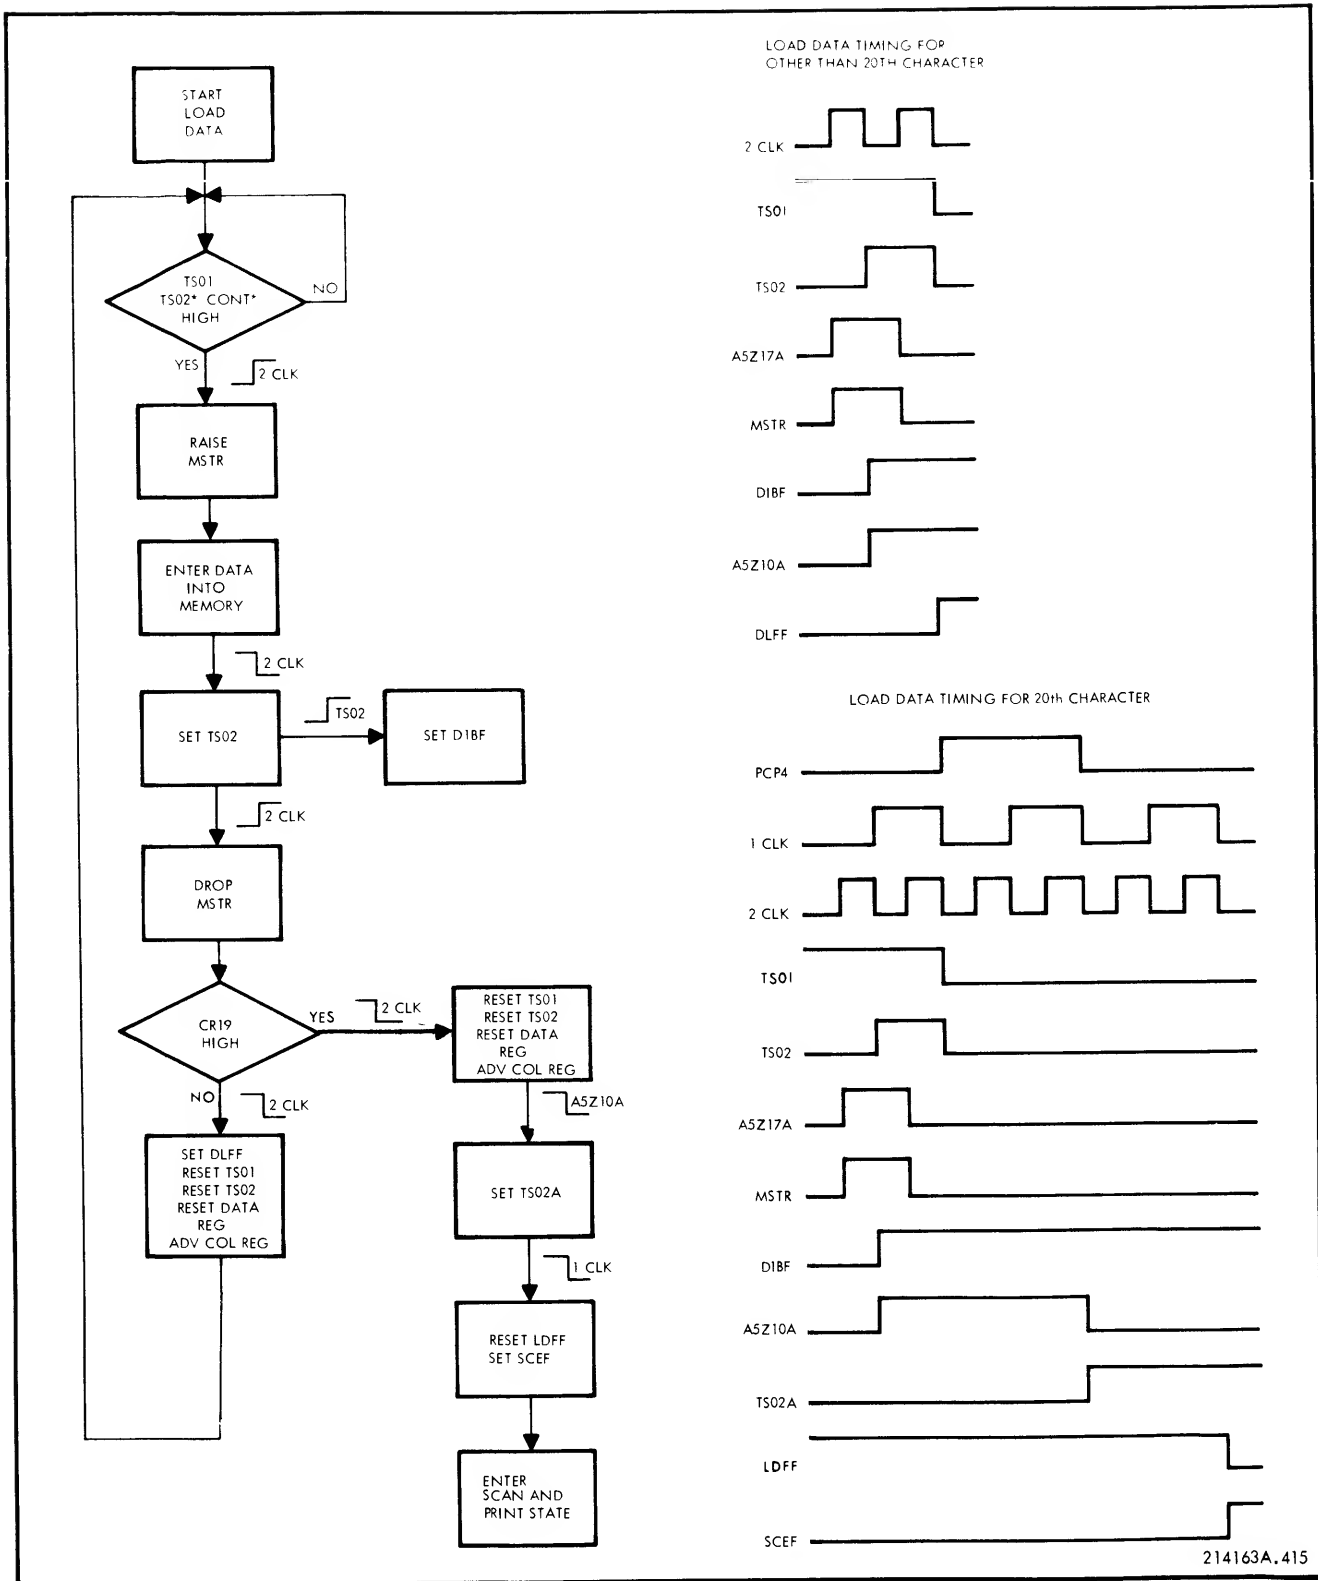 START
LOAD
DATA
TS01
TS02* CONT*
HIGH
NO
YES
2 CLK
RAISE
MSTR
ENTER DATA
INTO
MEMORY
2 CLK
SET TS02
TS02
SET DIBF
2 CLK
DROP
MSTR
CR19
HIGH
YES
2 CLK
NO
2 CLK
SET DLFF
RESET TS01
RESET TS02
RESET DATA
REG
ADV COL REG
RESET TS01
RESET TS02
RESET DATA
REG
ADV COL REG
A5Z10A
SET TS02A
1 CLK
RESET LDFF
SET SCEF
ENTER
SCAN AND
PRINT STATE
LOAD DATA TIMING FOR
OTHER THAN 20TH CHARACTER
2 CLK
TS01
TS02
A5Z17A
MSTR
DIBF
A5Z10A
DLFF
LOAD DATA TIMING FOR 20th CHARACTER
PCP4
1 CLK
2 CLK
TS01
TS02
A5Z17A
MSTR
DIBF
A5Z10A
TS02A
LDFF
SCEF
214163A.415